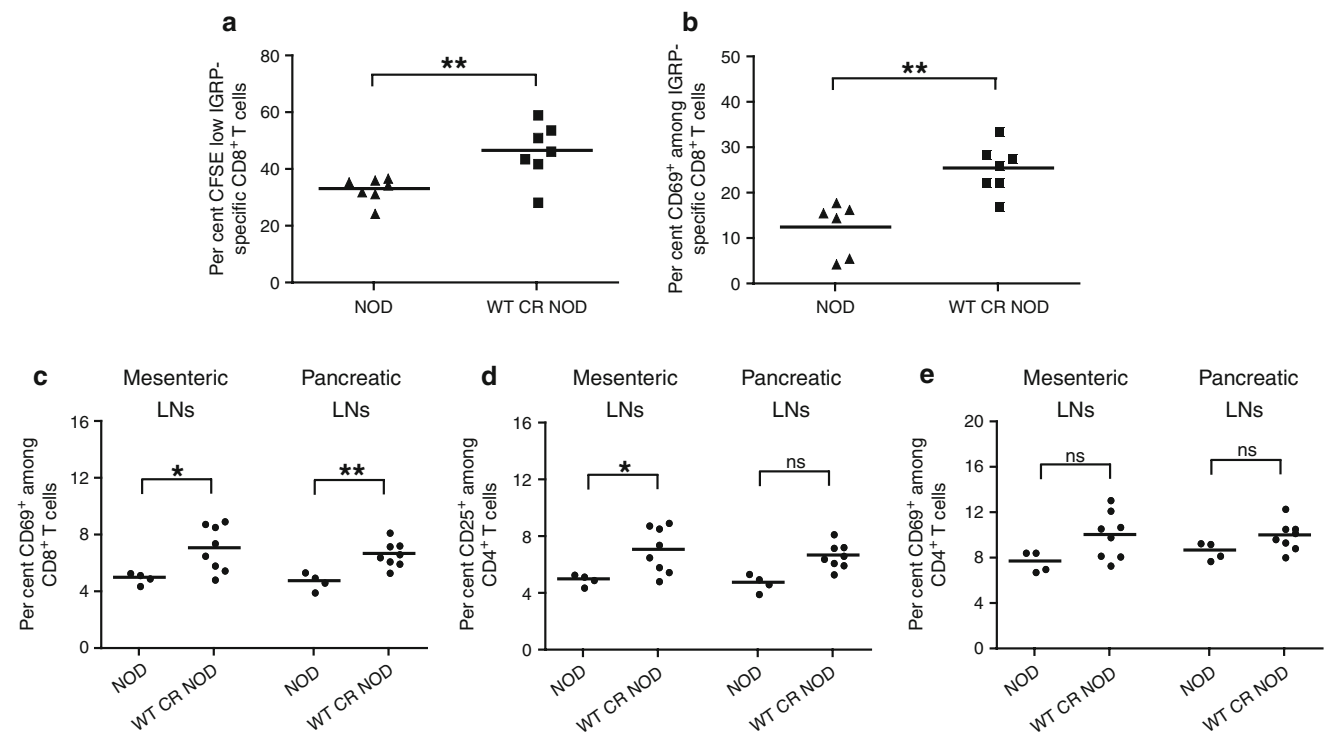 a
Per cent CFSE low IGRP-
specific CD8⁺ T cells
80
60
40
20
0
**
NOD
WT CR NOD
b
Per cent CD69⁺ among IGRP-
specific CD8⁺ T cells
50
40
30
20
10
0
**
NOD
WT CR NOD
c
Mesenteric
LNs
Pancreatic
LNs
Per cent CD69⁺ among
CD8⁺ T cells
16
12
8
4
0
*
**
NOD
WT CR NOD
NOD
WT CR NOD
d
Mesenteric
LNs
Pancreatic
LNs
Per cent CD25⁺ among
CD4⁺ T cells
16
12
8
4
0
*
ns
NOD
WT CR NOD
NOD
WT CR NOD
e
Mesenteric
LNs
Pancreatic
LNs
Per cent CD69⁺ among
CD4⁺ T cells
20
16
12
8
4
0
ns
ns
NOD
WT CR NOD
NOD
WT CR NOD